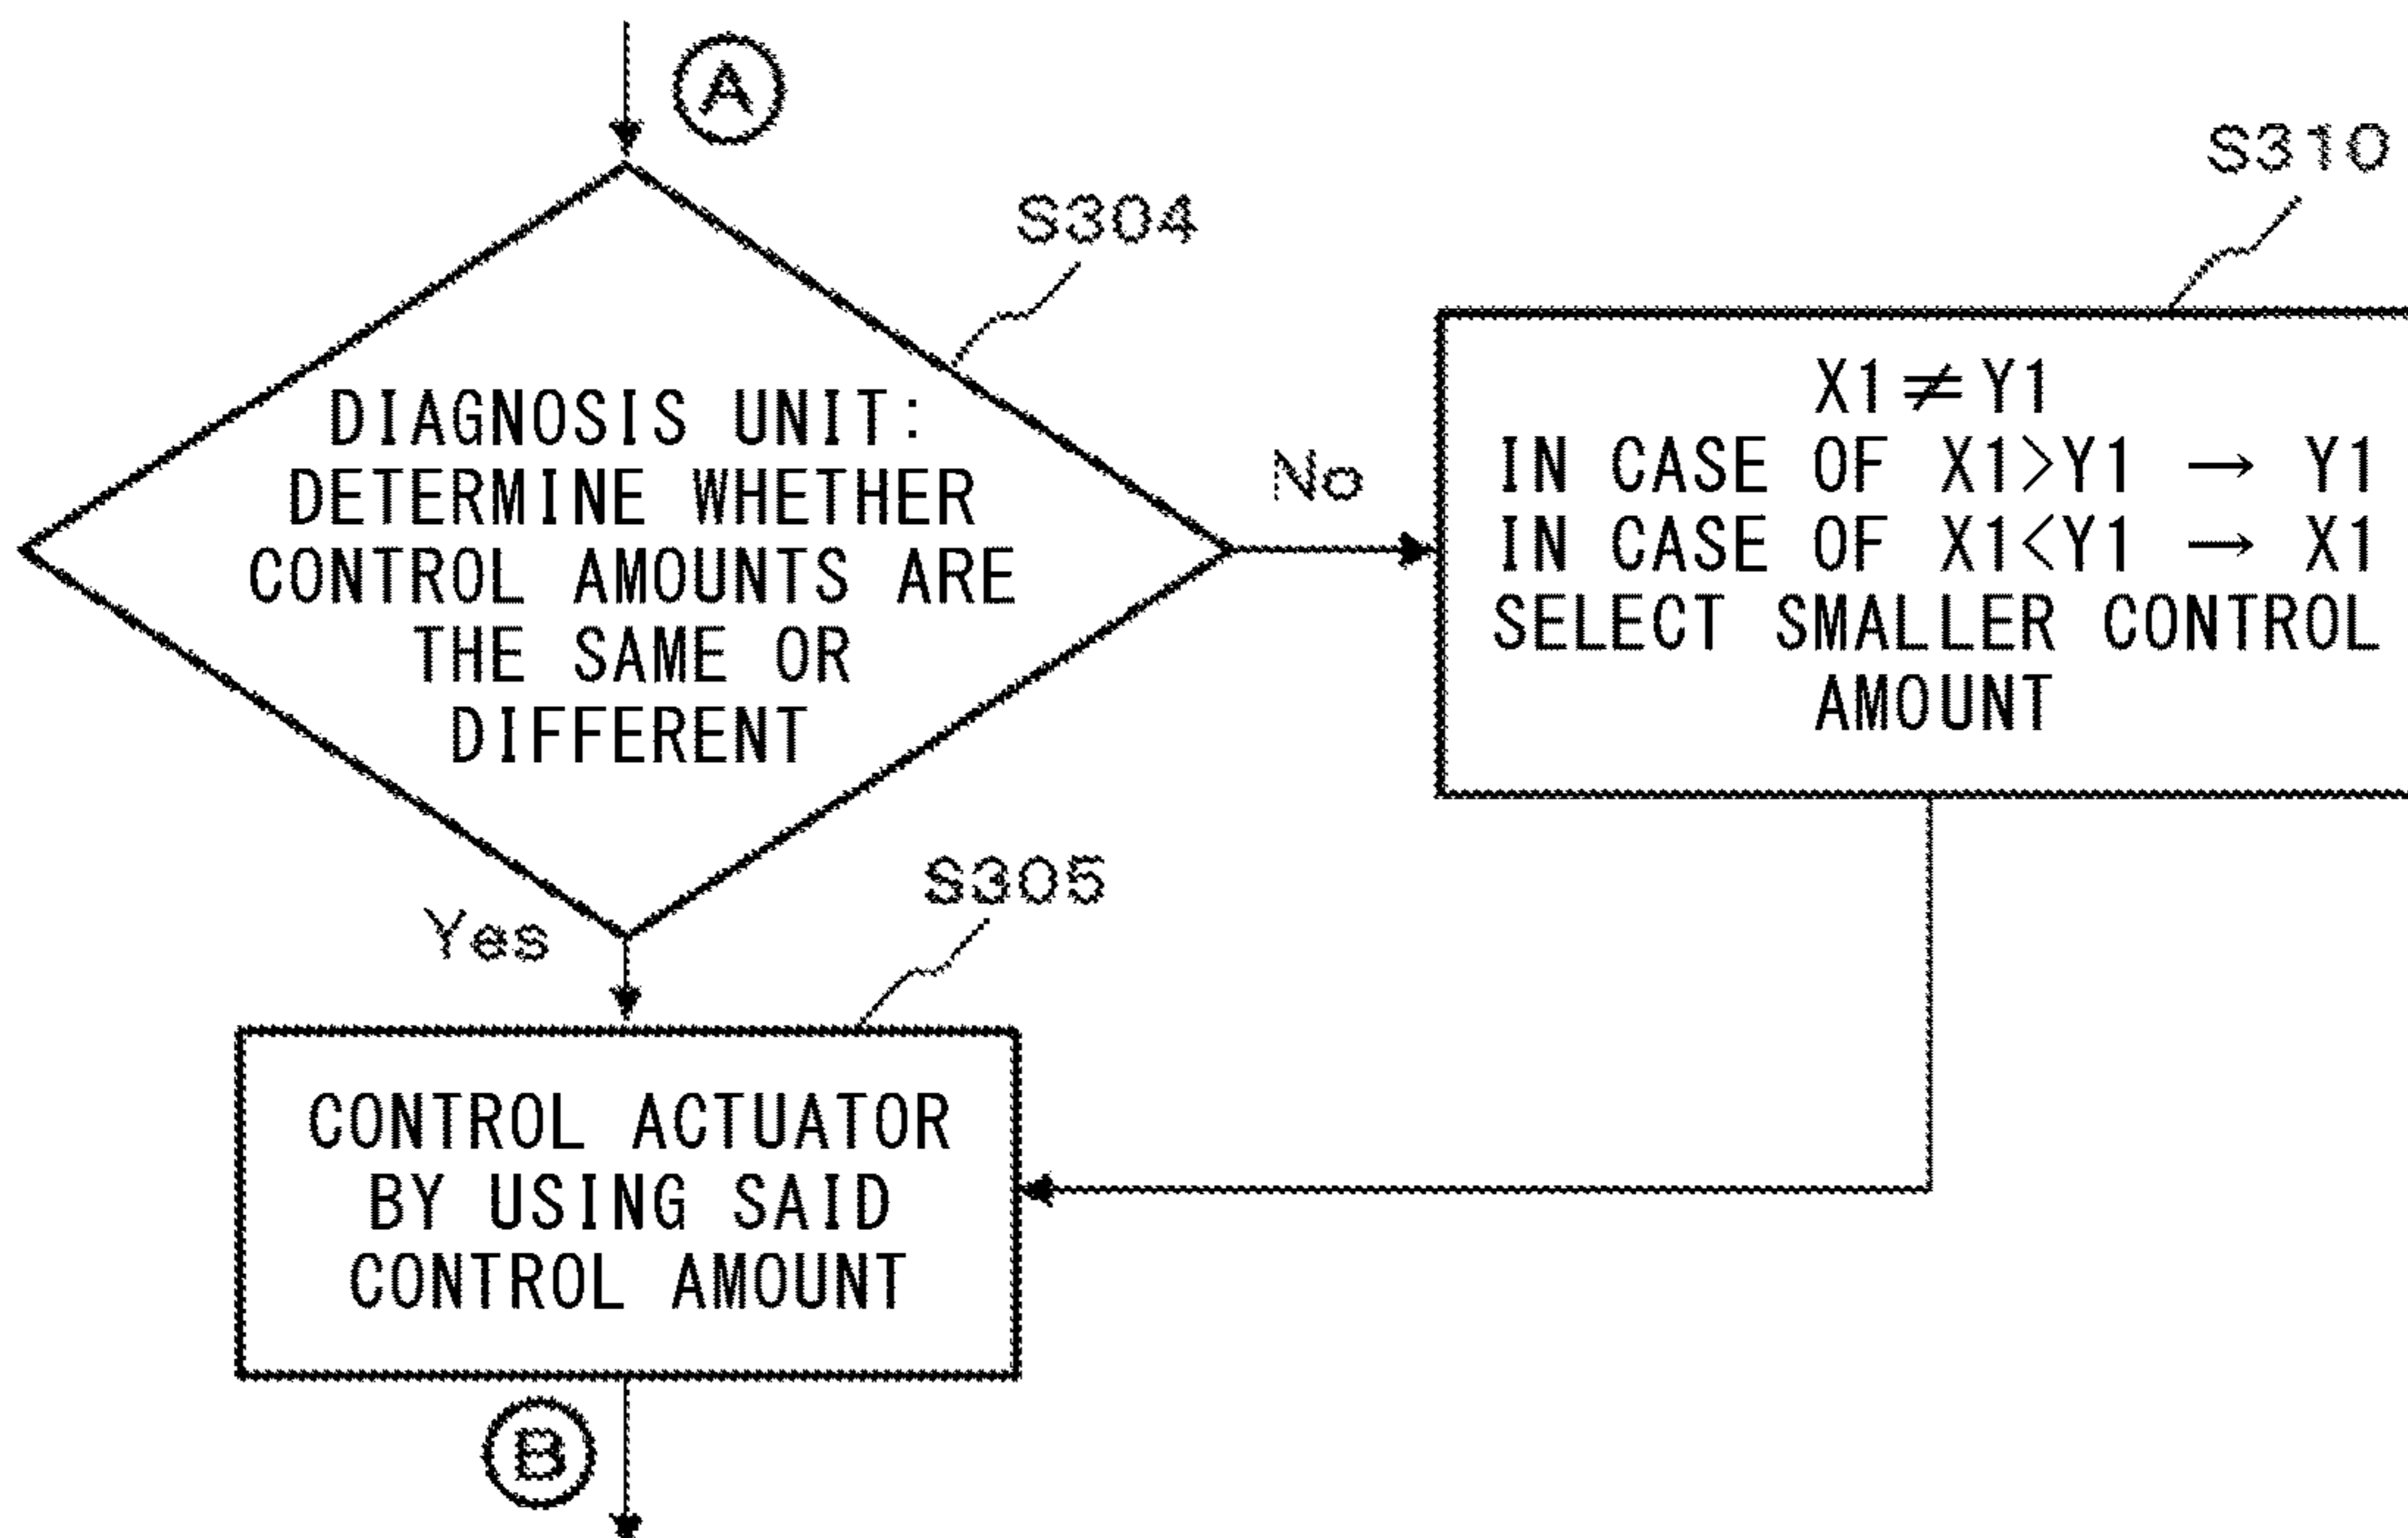 A
S304
S310
DIAGNOSIS UNIT:
DETERMINE WHETHER
CONTROL AMOUNTS ARE
THE SAME OR
DIFFERENT
No
X1≠Y1
IN CASE OF X1>Y1 → Y1
IN CASE OF X1<Y1 → X1
SELECT SMALLER CONTROL
AMOUNT
Yes
S305
CONTROL ACTUATOR
BY USING SAID
CONTROL AMOUNT
B